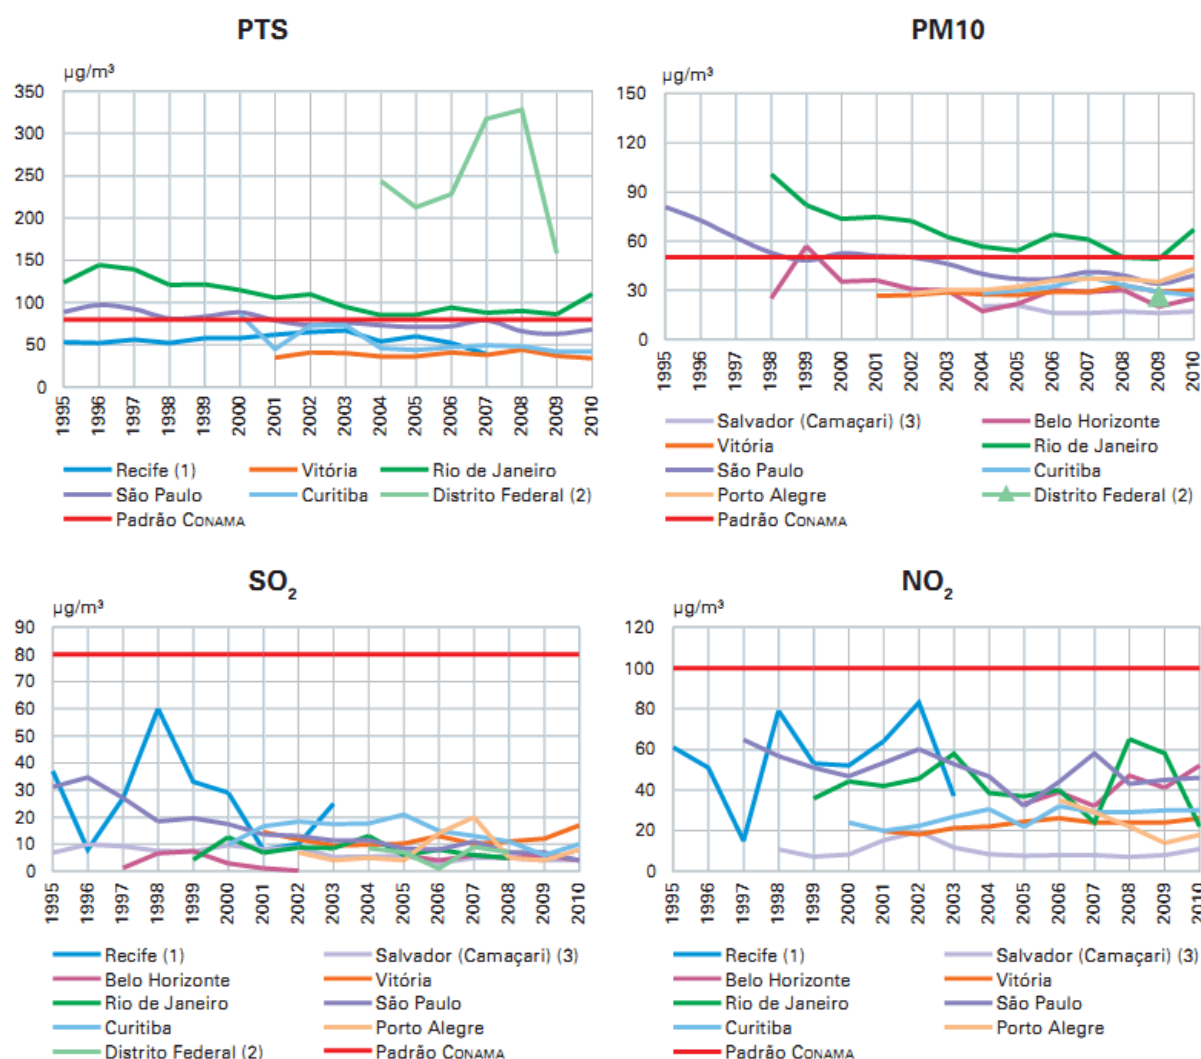 PTS
µg/m³
350
300
250
200
150
100
50
0
1995 1996 1997 1998 1999 2000 2001 2002 2003 2004 2005 2006 2007 2008 2009 2010
Recife (1) Vitória Rio de Janeiro
São Paulo Curitiba Distrito Federal (2)
Padrão CONAMA
PM10
µg/m³
150
120
90
60
30
0
1995 1996 1997 1998 1999 2000 2001 2002 2003 2004 2005 2006 2007 2008 2009 2010
Salvador (Camaçari) (3) Belo Horizonte
Vitória Rio de Janeiro
São Paulo Curitiba
Porto Alegre Distrito Federal (2)
Padrão CONAMA
SO₂
µg/m³
90
80
70
60
50
40
30
20
10
0
1995 1996 1997 1998 1999 2000 2001 2002 2003 2004 2005 2006 2007 2008 2009 2010
Recife (1) Salvador (Camaçari) (3)
Belo Horizonte Vitória
Rio de Janeiro São Paulo
Curitiba Porto Alegre
Distrito Federal (2) Padrão CONAMA
NO₂
µg/m³
120
100
80
60
40
20
0
1995 1996 1997 1998 1999 2000 2001 2002 2003 2004 2005 2006 2007 2008 2009 2010
Recife (1) Salvador (Camaçari) (3)
Belo Horizonte Vitória
Rio de Janeiro São Paulo
Curitiba Porto Alegre
Padrão CONAMA